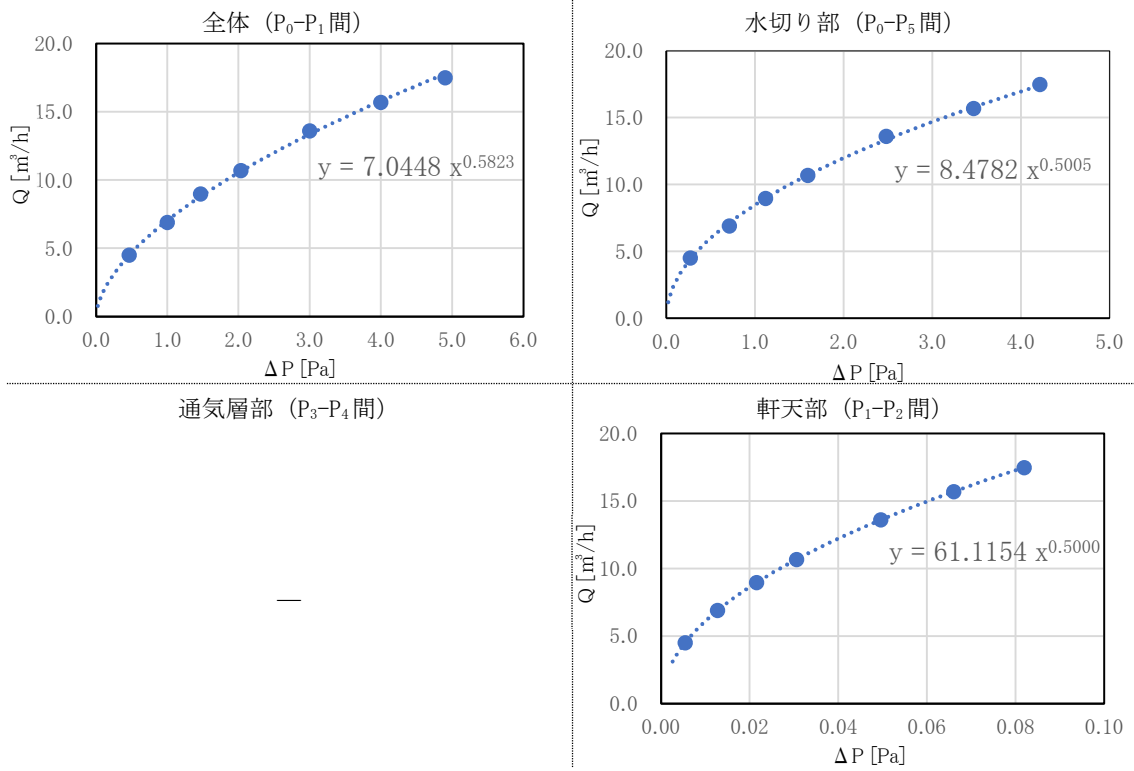 全体（P₀-P₁間）
20.0
15.0
10.0
5.0
0.0
Q [m³/h]
y = 7.0448 x^0.5823
0.0 1.0 2.0 3.0 4.0 5.0 6.0
ΔP [Pa]
水切り部（P₀-P₅間）
20.0
15.0
10.0
5.0
0.0
Q [m³/h]
y = 8.4782 x^0.5005
0.0 1.0 2.0 3.0 4.0 5.0
ΔP [Pa]
通気層部（P₃-P₄間）
―
軒天部（P₁-P₂間）
20.0
15.0
10.0
5.0
0.0
Q [m³/h]
y = 61.1154 x^0.5000
0.00 0.02 0.04 0.06 0.08 0.10
ΔP [Pa]